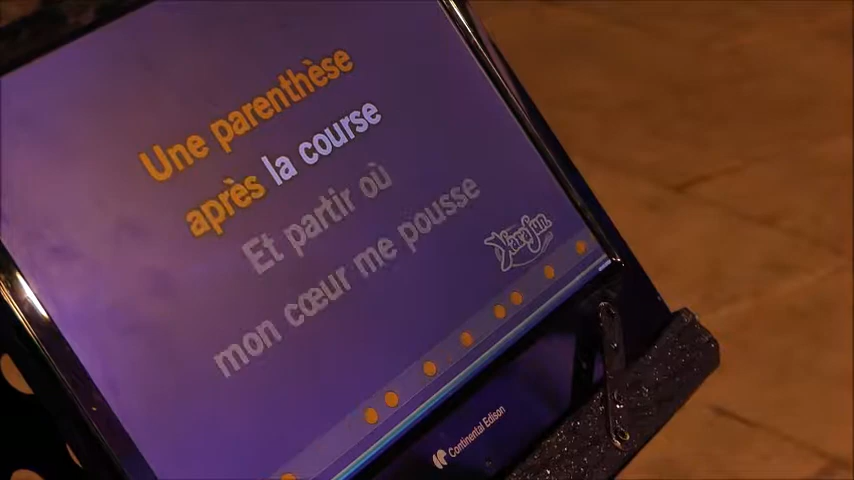 Une parenthèse
après la course
Et partir où
mon cœur me pousse
KaraFun
Continental Edison